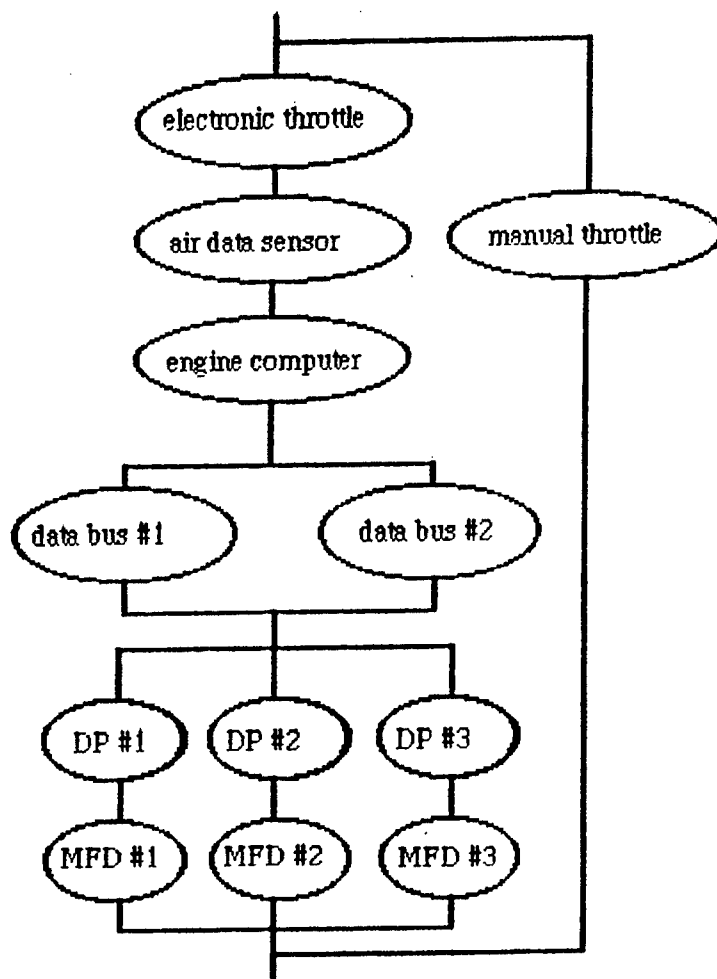 electronic throttle
air data sensor
manual throttle
engine computer
data bus #1
data bus #2
DP #1
DP #2
DP #3
MFD #1
MFD #2
MFD #3